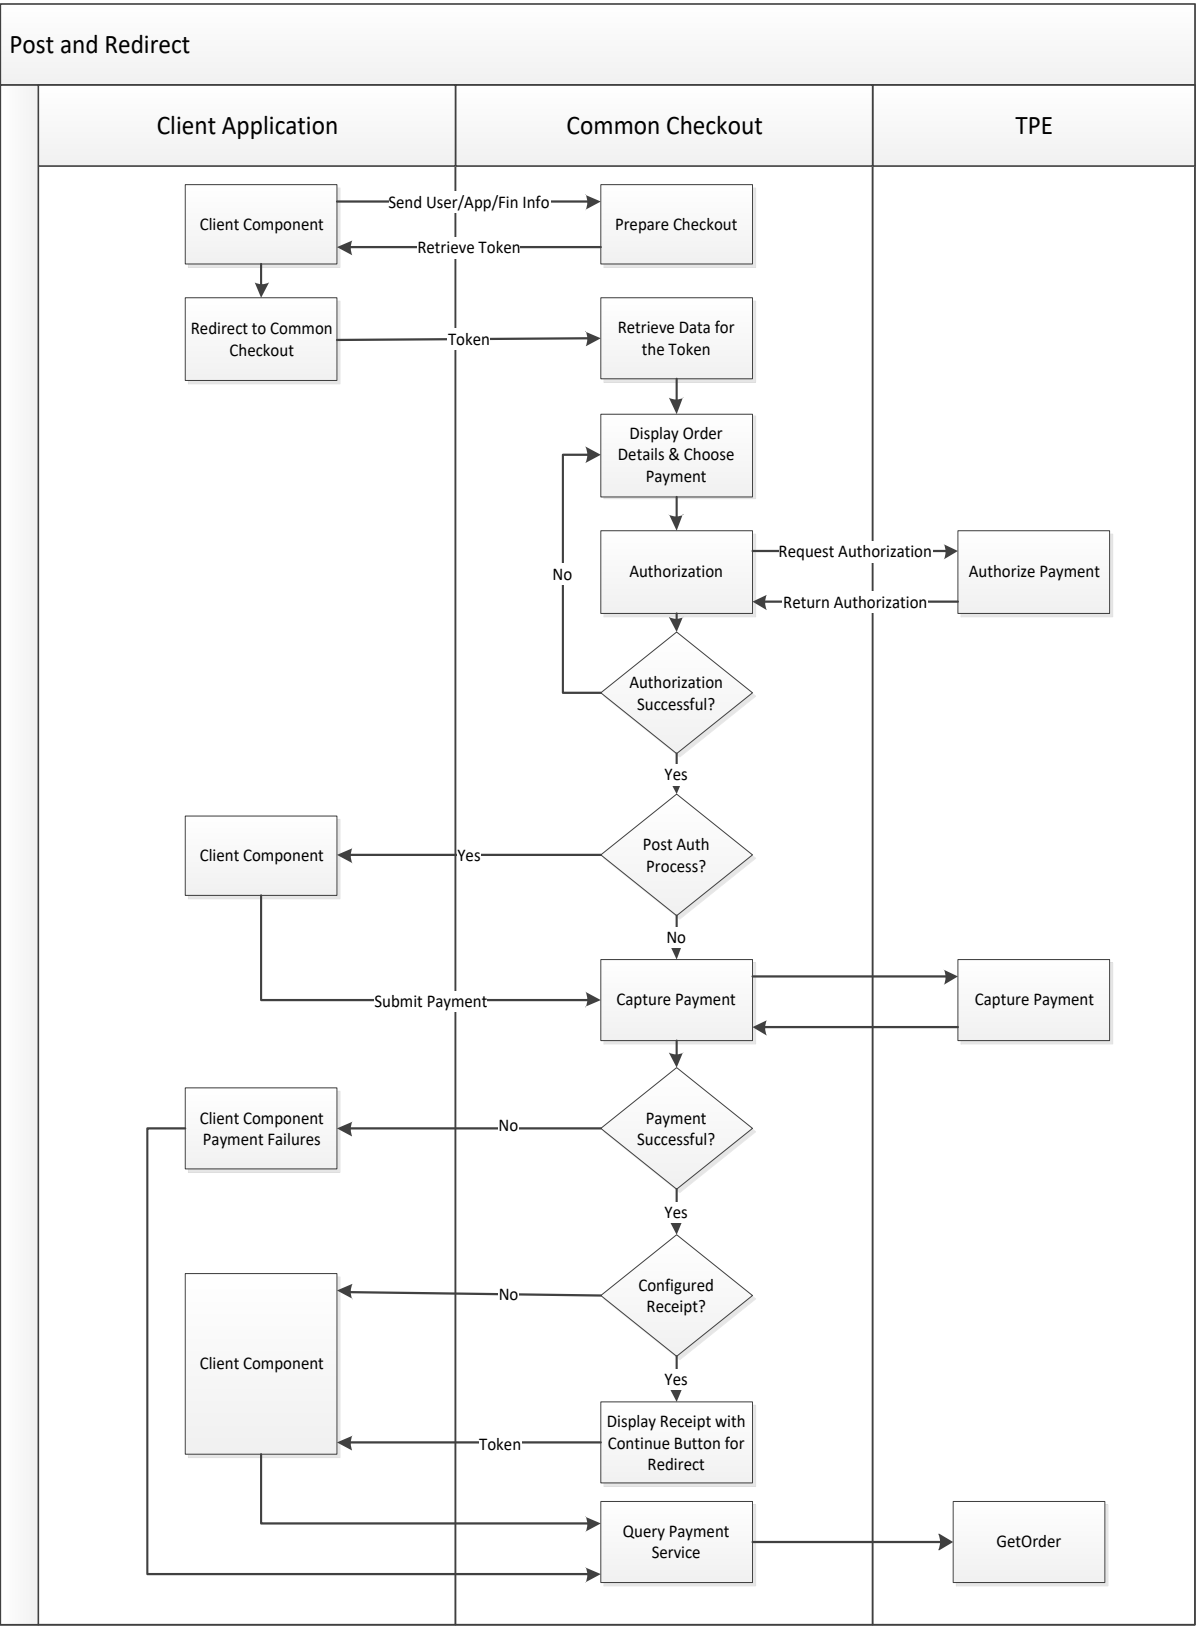 Post and Redirect
Client Application
Common Checkout
TPE
Client Component
Send User/App/Fin Info
Prepare Checkout
Retrieve Token
Redirect to Common
Checkout
Token
Retrieve Data for
the Token
Display Order
Details & Choose
Payment
Authorization
Request Authorization
Authorize Payment
Return Authorization
No
Authorization
Successful?
Yes
Post Auth
Process?
Yes
Client Component
No
Submit Payment
Capture Payment
Capture Payment
Payment
Successful?
No
Client Component
Payment Failures
Yes
Configured
Receipt?
No
Client Component
Yes
Display Receipt with
Continue Button for
Redirect
Token
Query Payment
Service
GetOrder